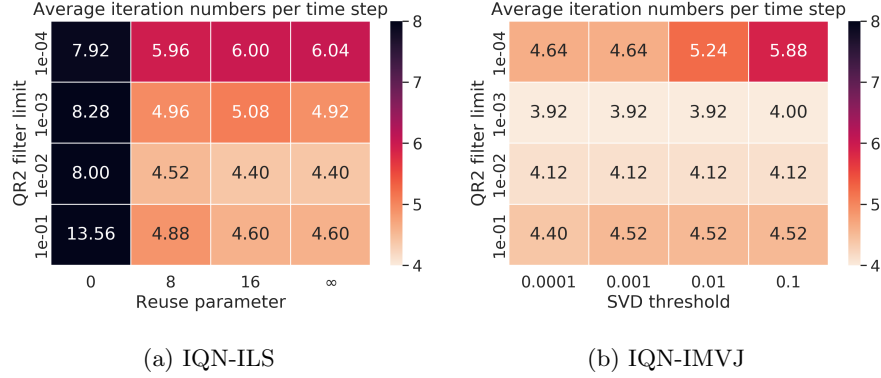 Average iteration numbers per time step
QR2 filter limit
1e-04 7.92 5.96 6.00 6.04
1e-03 8.28 4.96 5.08 4.92
1e-02 8.00 4.52 4.40 4.40
1e-01 13.56 4.88 4.60 4.60
0 8 16 ∞
Reuse parameter
8
7
6
5
4
(a) IQN-ILS
Average iteration numbers per time step
QR2 filter limit
1e-04 4.64 4.64 5.24 5.88
1e-03 3.92 3.92 3.92 4.00
1e-02 4.12 4.12 4.12 4.12
1e-01 4.40 4.52 4.52 4.52
0.0001 0.001 0.01 0.1
SVD threshold
8
7
6
5
4
(b) IQN-IMVJ